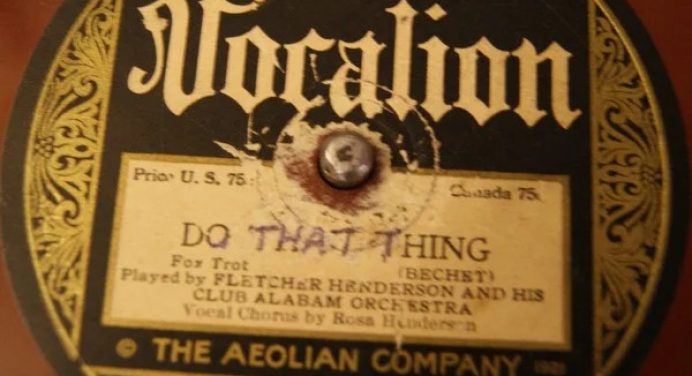 Vocalion
Price U. S. 75¢ Canada 75¢
DO THAT THING
Fox Trot (BECHET)
Played by FLETCHER HENDERSON AND HIS
CLUB ALABAM ORCHESTRA
Vocal Chorus by Rosa Henderson
© THE AEOLIAN COMPANY